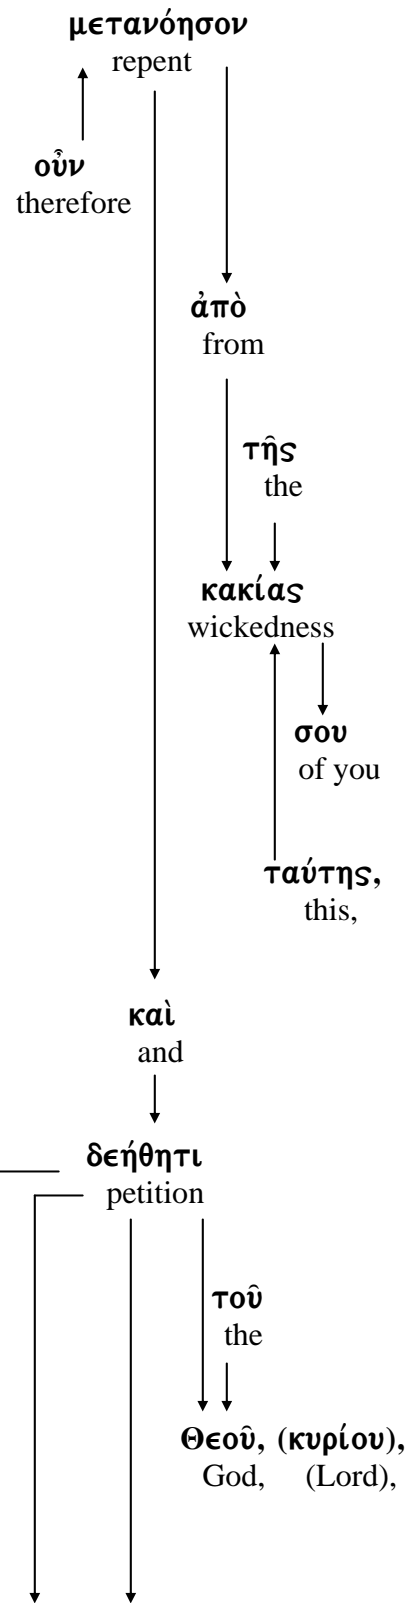 μετανόησον
repent
οὖν
therefore
ἀπὸ
from
τῆς
the
κακίας
wickedness
σου
of you
ταύτης,
this,
καὶ
and
δεήθητι
petition
τοῦ
the
Θεοῦ, (κυρίου),
God, (Lord),